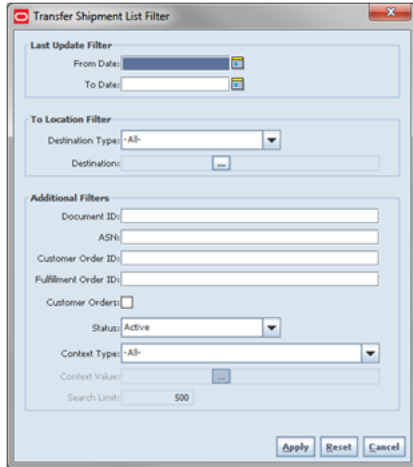 Transfer Shipment List Filter
Last Update Filter
From Date:
To Date:
To Location Filter
Destination Type: -All-
Destination: ...
Additional Filters
Document ID:
ASN:
Customer Order ID:
Fulfillment Order ID:
Customer Orders:
Status: Active
Context Type: -All-
Context Value: ...
Search Limit: 500
Apply Reset Cancel